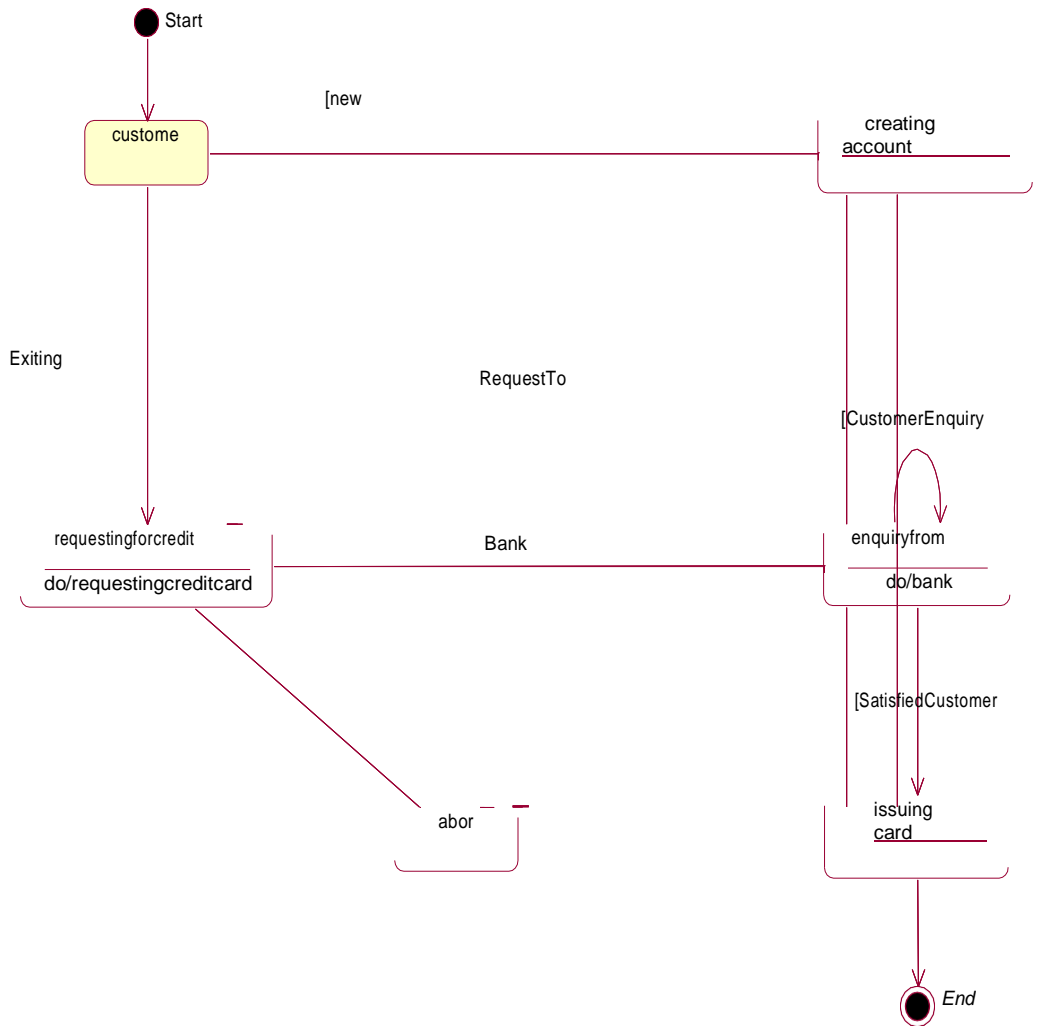 Start
[new
custome
creating
account
Exiting
RequestTo
[CustomerEnquiry
requestingforcredit
do/requestingcreditcard
Bank
enquiryfrom
do/bank
[SatisfiedCustomer
abor
issuing
card
End